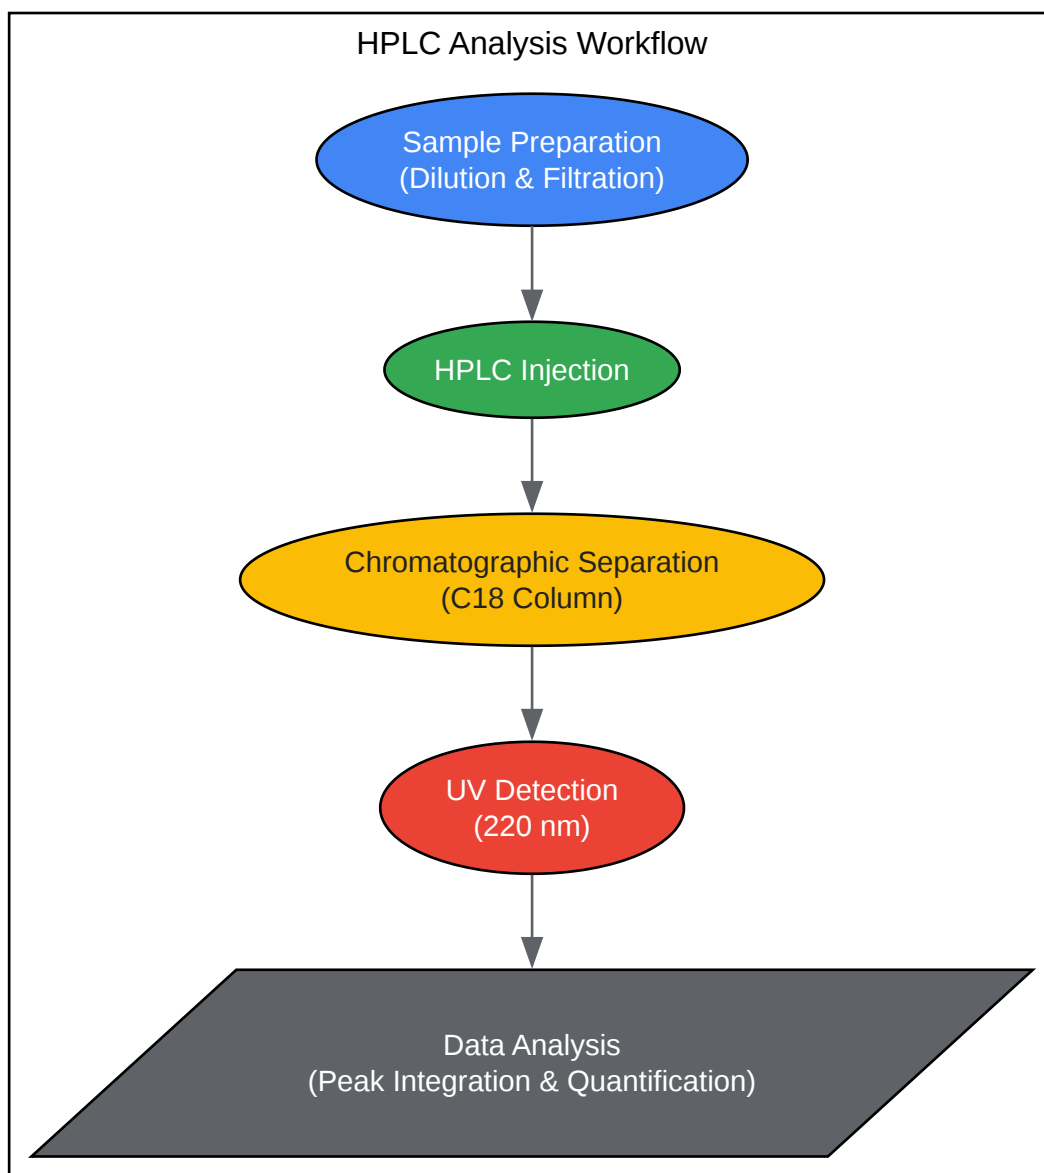 HPLC Analysis Workflow
Sample Preparation
(Dilution & Filtration)
HPLC Injection
Chromatographic Separation
(C18 Column)
UV Detection
(220 nm)
Data Analysis
(Peak Integration & Quantification)